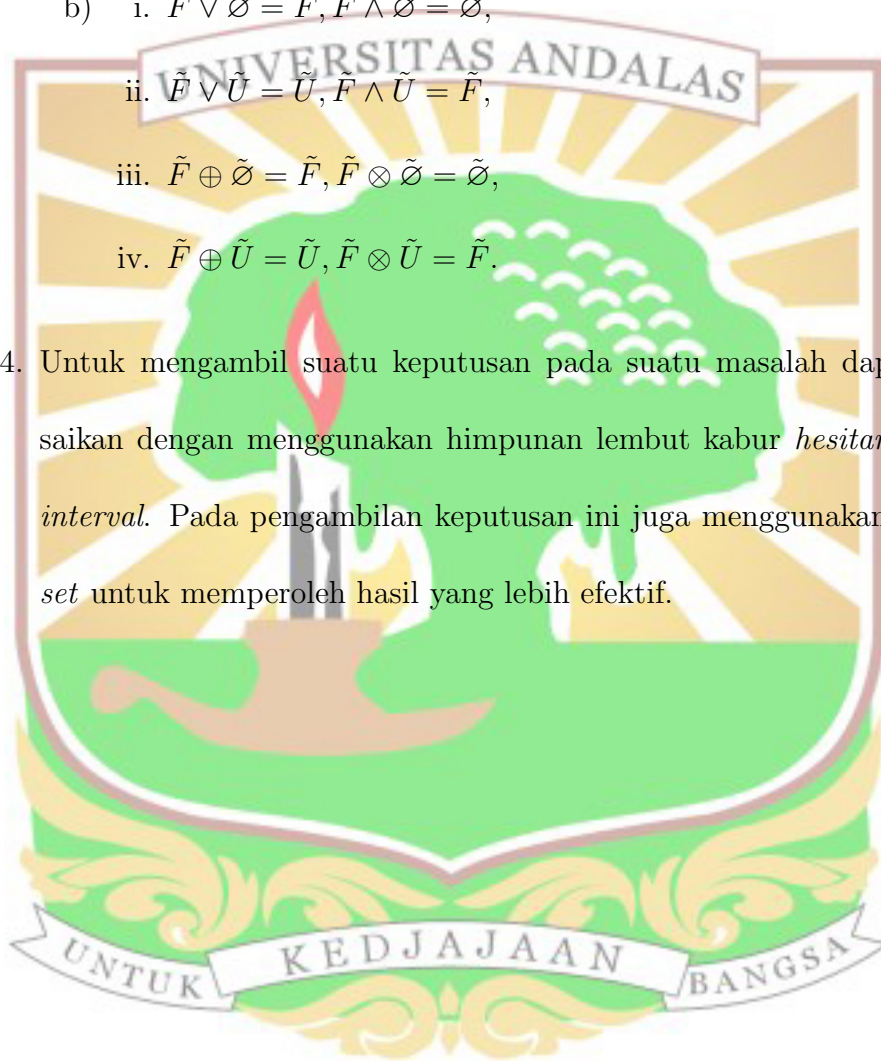 b) i. F̃ ∨ ∅̃ = F̃, F̃ ∧ ∅̃ = ∅̃,
UNIVERSITAS ANDALAS
ii. F̃ ∨ Ũ = Ũ, F̃ ∧ Ũ = F̃,
iii. F̃ ⊕ ∅̃ = F̃, F̃ ⊗ ∅̃ = ∅̃,
iv. F̃ ⊕ Ũ = Ũ, F̃ ⊗ Ũ = F̃.
4. Untuk mengambil suatu keputusan pada suatu masalah dap
saikan dengan menggunakan himpunan lembut kabur hesitan
interval. Pada pengambilan keputusan ini juga menggunakan
set untuk memperoleh hasil yang lebih efektif.
UNTUK KEDJAJAAN BANGSA